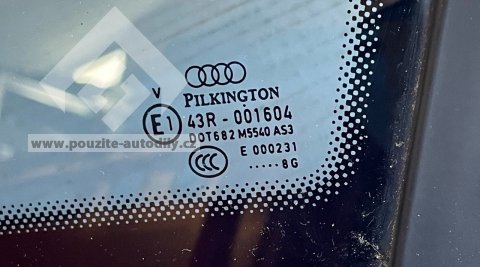 V
PILKINGTON
E1 43R - 001604
DOT682 M5540 AS3
www.pouzite-autodily.cz
CCC E 000231
.....8G